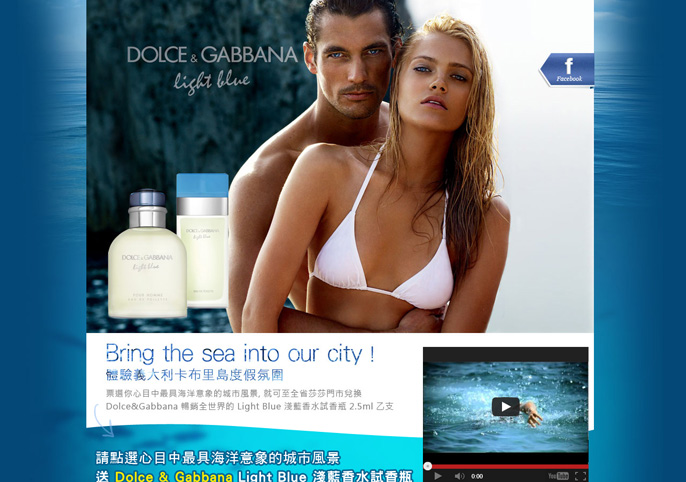 DOLCE & GABBANA
light blue
f
Facebook
DOLCE & GABBANA
light blue
DOLCE & GABBANA
light blue
POUR HOMME
Bring the sea into our city !
體驗義大利卡布里島度假氛圍
票選你心目中最具海洋意象的城市風景, 就可至全省莎莎門市兌換
Dolce&Gabbana 暢銷全世界的 Light Blue 淺藍香水試香瓶 2.5ml 乙支
請點選心目中最具海洋意象的城市風景
送 Dolce & Gabbana Light Blue 淺藍香水試香瓶
0:00
YouTube